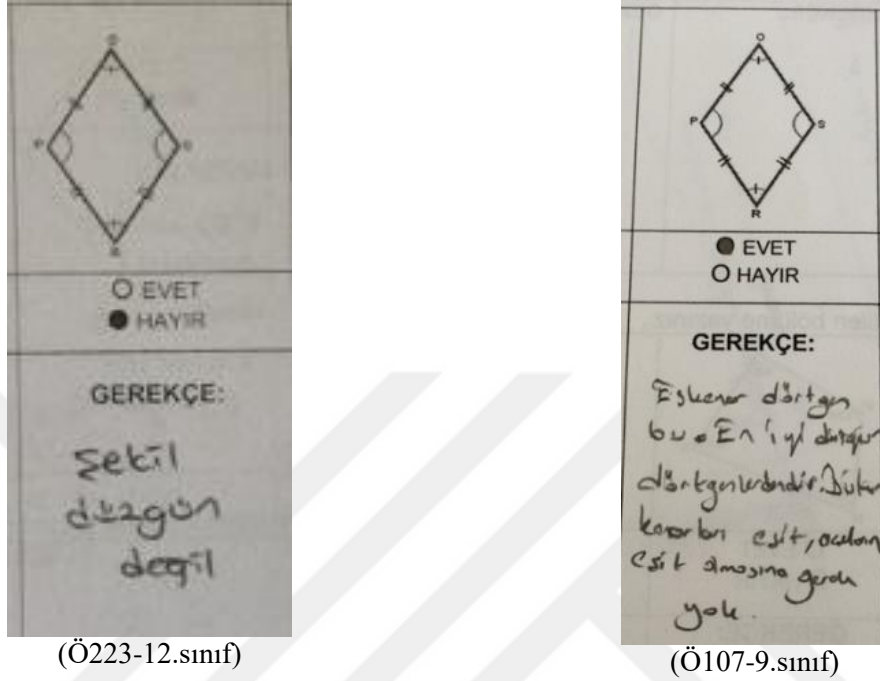 O
P
S
R
EVET
HAYIR
GEREKÇE:
Şekil
düzgün
değil
(Ö223-12.sınıf)
O
P
S
R
EVET
HAYIR
GEREKÇE:
Eşkenar dörtgen
bu. En iyi düzgün
dörtgenlerdendir. Bütün
kenarları eşit, açıların
eşit olmasına gerek
yok.
(Ö107-9.sınıf)